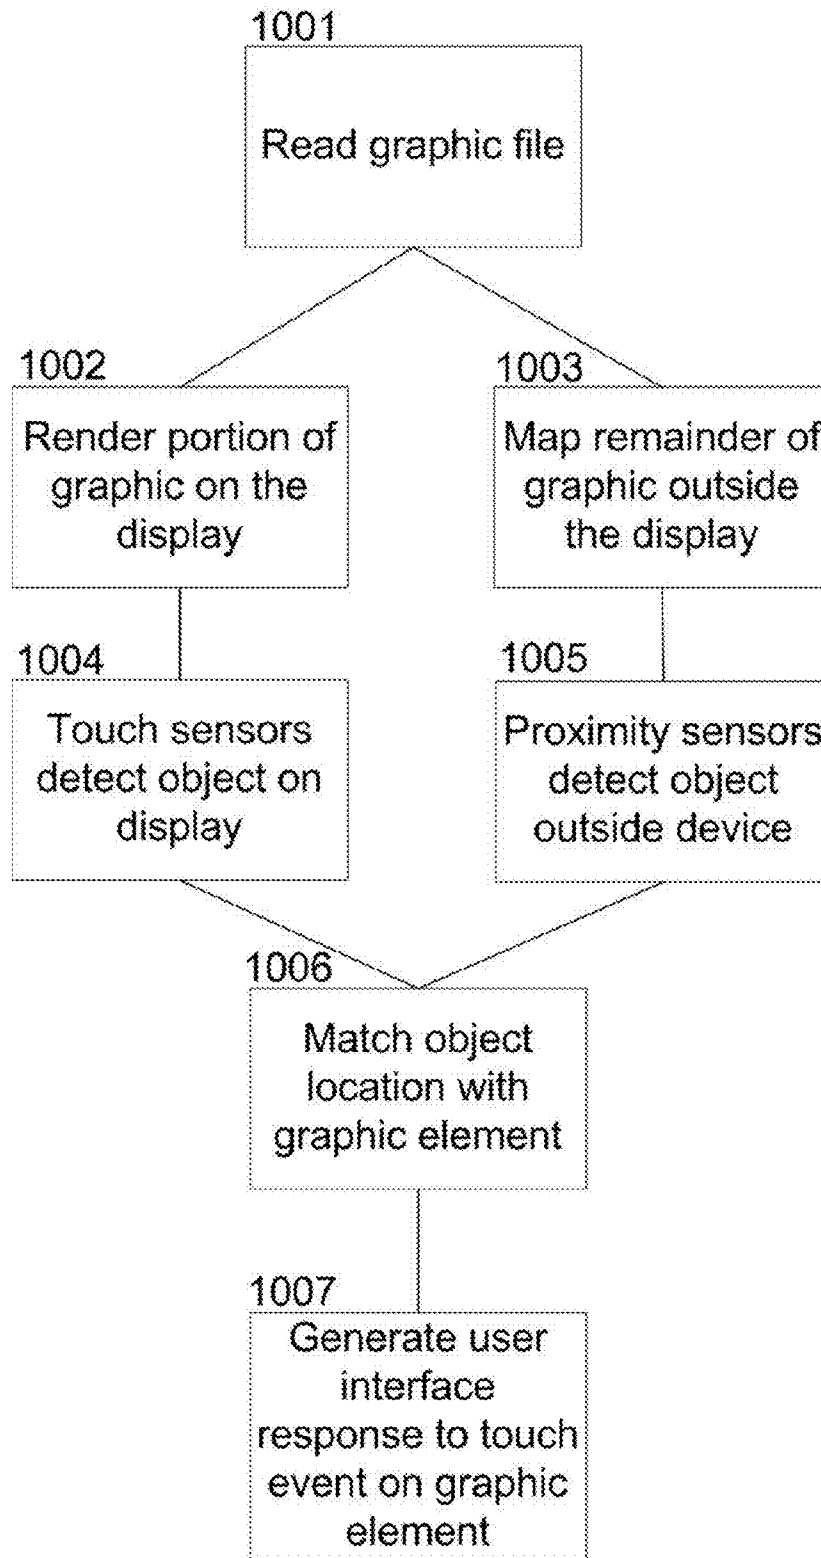 1001
Read graphic file
1002
Render portion of
graphic on the
display
1003
Map remainder of
graphic outside
the display
1004
Touch sensors
detect object on
display
1005
Proximity sensors
detect object
outside device
1006
Match object
location with
graphic element
1007
Generate user
interface
response to touch
event on graphic
element